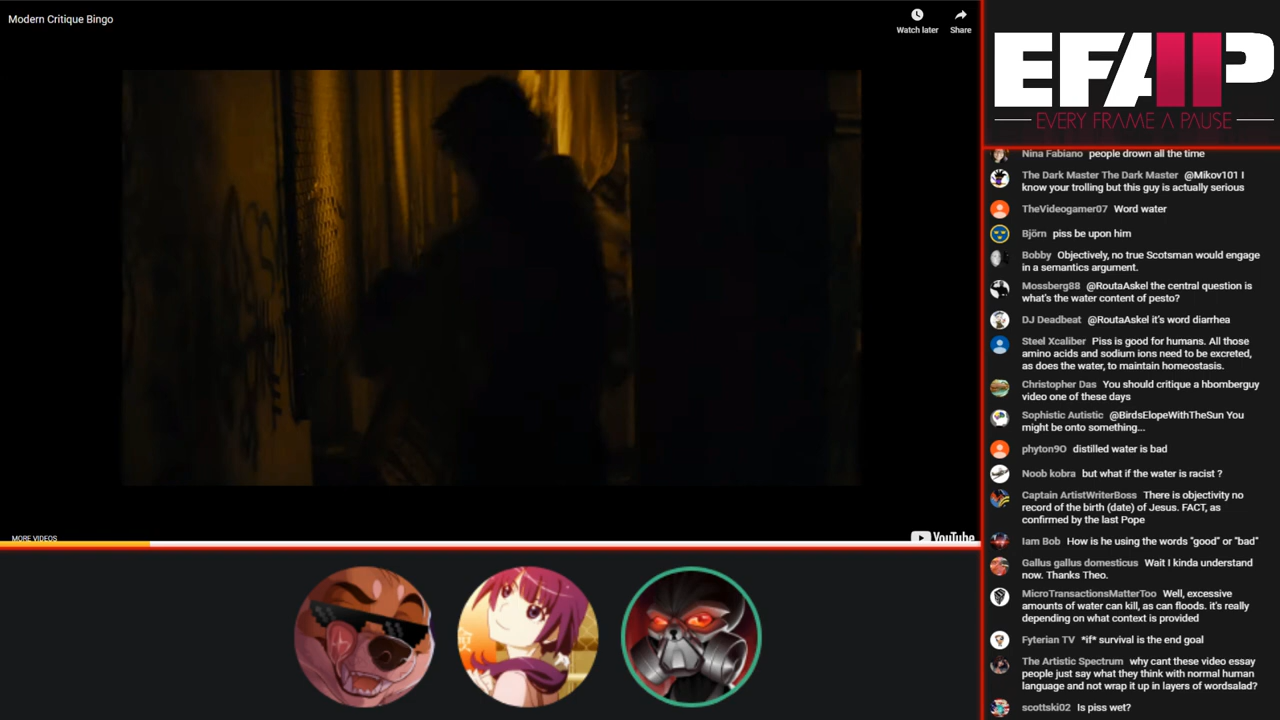 Modern Critique Bingo
Watch later
Share
MORE VIDEOS
YouTube
EFAP
EVERY FRAME A PAUSE
Nina Fabiano people drown all the time
The Dark Master The Dark Master @Mikov101 I
know your trolling but this guy is actually serious
TheVideogamer07 Word water
Björn piss be upon him
Bobby Objectively, no true Scotsman would engage
in a semantics argument.
Mossberg88 @RoutaAskel the central question is
what's the water content of pesto?
DJ Deadbeat @RoutaAskel it's word diarrhea
Steel Xcaliber Piss is good for humans. All those
amino acids and sodium ions need to be excreted,
as does the water, to maintain homeostasis.
Christopher Das You should critique a hbomberguy
video one of these days
Sophistic Autistic @BirdsElopeWithTheSun You
might be onto something...
phyton9O distilled water is bad
Noob kobra but what if the water is racist ?
Captain ArtistWriterBoss There is objectivity no
record of the birth (date) of Jesus. FACT, as
confirmed by the last Pope
Iam Bob How is he using the words "good" or "bad"
Gallus gallus domesticus Wait I kinda understand
now. Thanks Theo.
MicroTransactionsMatterToo Well, excessive
amounts of water can kill, as can floods. it's really
depending on what context is provided
Fyterian TV *if* survival is the end goal
The Artistic Spectrum why cant these video essay
people just say what they think with normal human
language and not wrap it up in layers of wordsalad?
scottski02 Is piss wet?